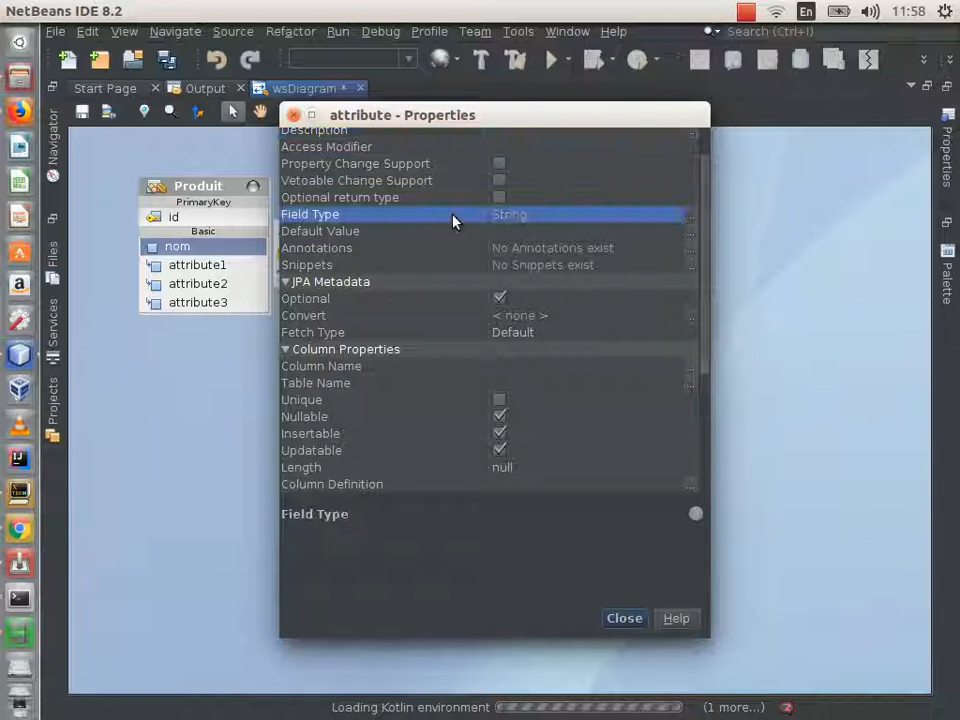 NetBeans IDE 8.2
En
11:58
File Edit View Navigate Source Refactor Run Debug Profile Team Tools Window Help
Search (Ctrl+I)
Start Page
Output
wsDiagram *
attribute - Properties
Description
Access Modifier
Property Change Support
Vetoable Change Support
Optional return type
Field Type String
Default Value
Annotations No Annotations exist
Snippets No Snippets exist
JPA Metadata
Optional
Convert < none >
Fetch Type Default
Column Properties
Column Name
Table Name
Unique
Nullable
Insertable
Updatable
Length null
Column Definition
Field Type
Close
Help
Produit
PrimaryKey
id
Basic
nom
attribute1
attribute2
attribute3
Navigator
Files
Services
Projects
Properties
Palette
Loading Kotlin environment
(1 more...)
2